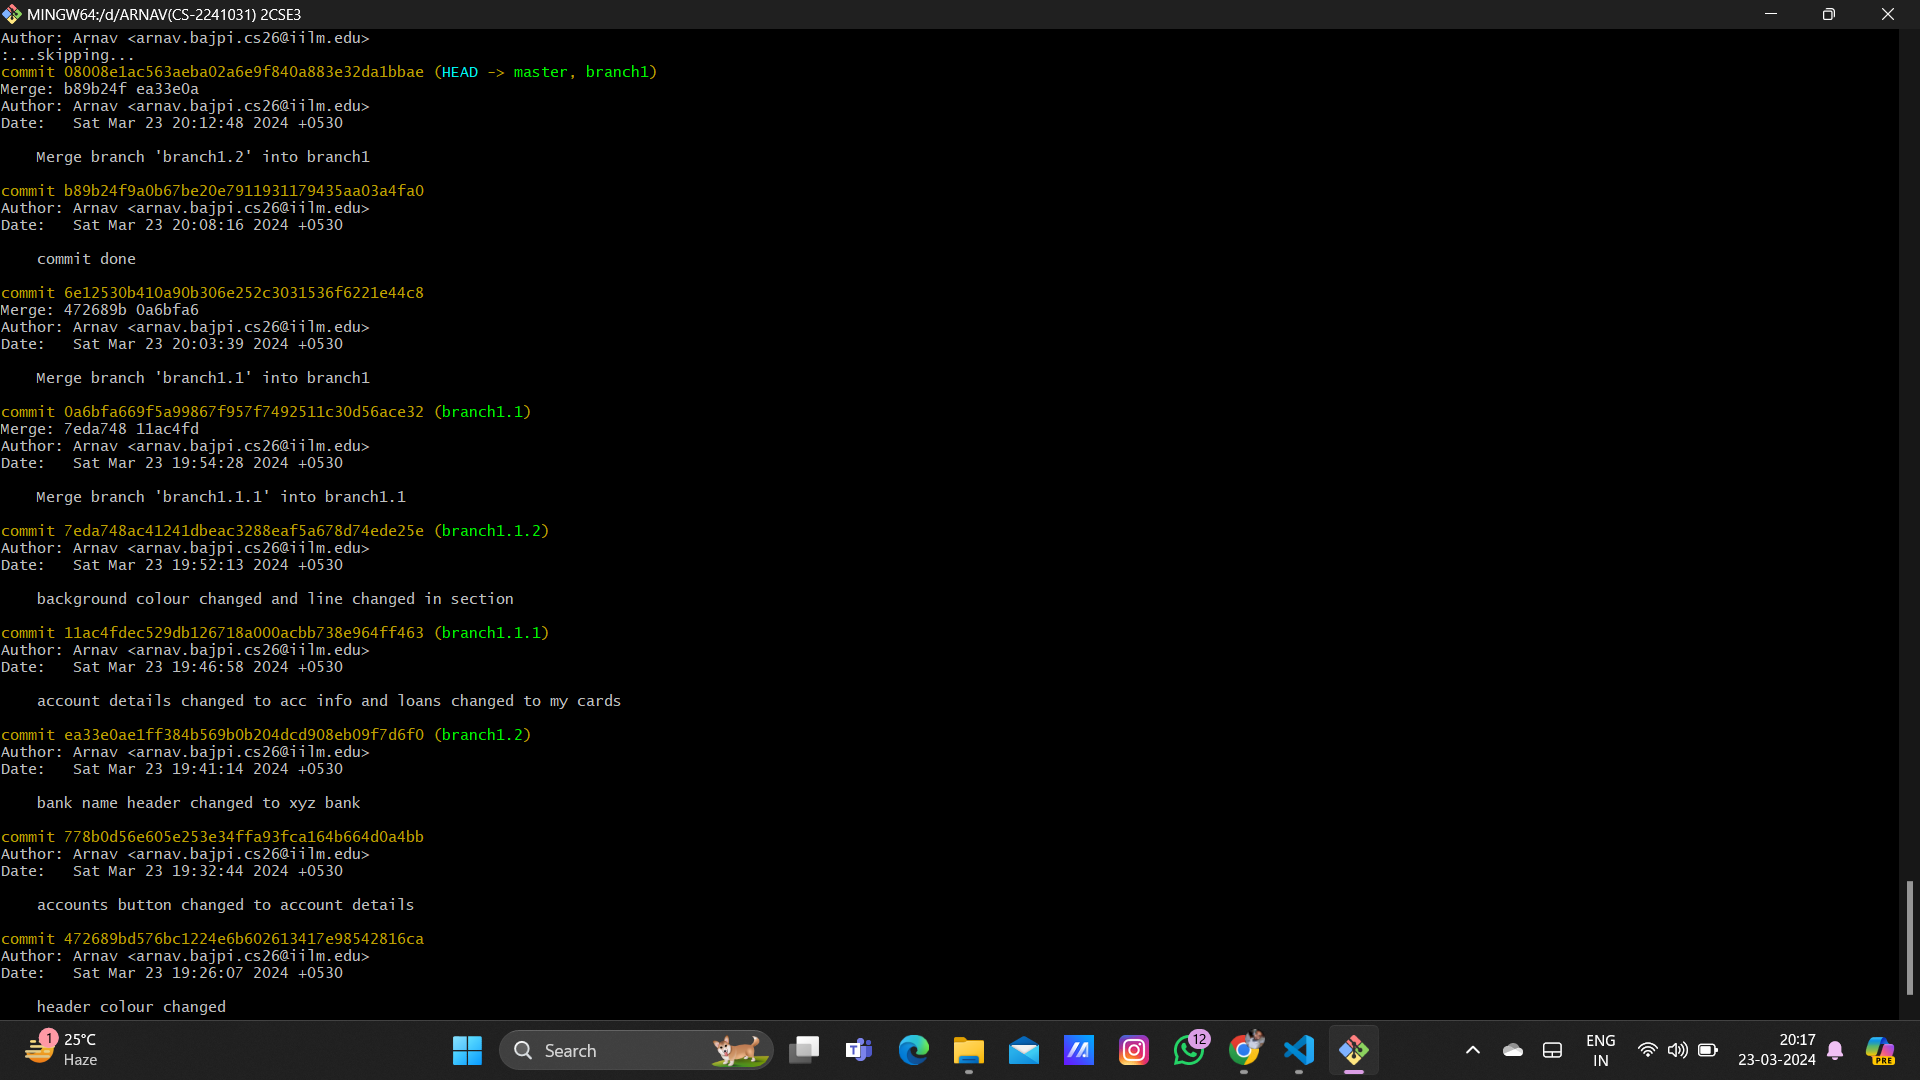 MINGW64:/d/ARNAV(CS-2241031) 2CSE3
Author: Arnav <arnav.bajpi.cs26@iilm.edu>
:...skipping...
commit 08008e1ac563aeba02a6e9f840a883e32da1bbae (HEAD -> master, branch1)
Merge: b89b24f ea33e0a
Author: Arnav <arnav.bajpi.cs26@iilm.edu>
Date:   Sat Mar 23 20:12:48 2024 +0530
    Merge branch 'branch1.2' into branch1
commit b89b24f9a0b67be20e7911931179435aa03a4fa0
Author: Arnav <arnav.bajpi.cs26@iilm.edu>
Date:   Sat Mar 23 20:08:16 2024 +0530
    commit done
commit 6e12530b410a90b306e252c3031536f6221e44c8
Merge: 472689b 0a6bfa6
Author: Arnav <arnav.bajpi.cs26@iilm.edu>
Date:   Sat Mar 23 20:03:39 2024 +0530
    Merge branch 'branch1.1' into branch1
commit 0a6bfa669f5a99867f957f7492511c30d56ace32 (branch1.1)
Merge: 7eda748 11ac4fd
Author: Arnav <arnav.bajpi.cs26@iilm.edu>
Date:   Sat Mar 23 19:54:28 2024 +0530
    Merge branch 'branch1.1.1' into branch1.1
commit 7eda748ac41241dbeac3288eaf5a678d74ede25e (branch1.1.2)
Author: Arnav <arnav.bajpi.cs26@iilm.edu>
Date:   Sat Mar 23 19:52:13 2024 +0530
    background colour changed and line changed in section
commit 11ac4fdec529db126718a000acbb738e964ff463 (branch1.1.1)
Author: Arnav <arnav.bajpi.cs26@iilm.edu>
Date:   Sat Mar 23 19:46:58 2024 +0530
    account details changed to acc info and loans changed to my cards
commit ea33e0ae1ff384b569b0b204dcd908eb09f7d6f0 (branch1.2)
Author: Arnav <arnav.bajpi.cs26@iilm.edu>
Date:   Sat Mar 23 19:41:14 2024 +0530
    bank name header changed to xyz bank
commit 778b0d56e605e253e34ffa93fca164b664d0a4bb
Author: Arnav <arnav.bajpi.cs26@iilm.edu>
Date:   Sat Mar 23 19:32:44 2024 +0530
    accounts button changed to account details
commit 472689bd576bc1224e6b602613417e98542816ca
Author: Arnav <arnav.bajpi.cs26@iilm.edu>
Date:   Sat Mar 23 19:26:07 2024 +0530
    header colour changed
1
25°C
Haze
Search
12
ENG
IN
20:17
23-03-2024
PRE